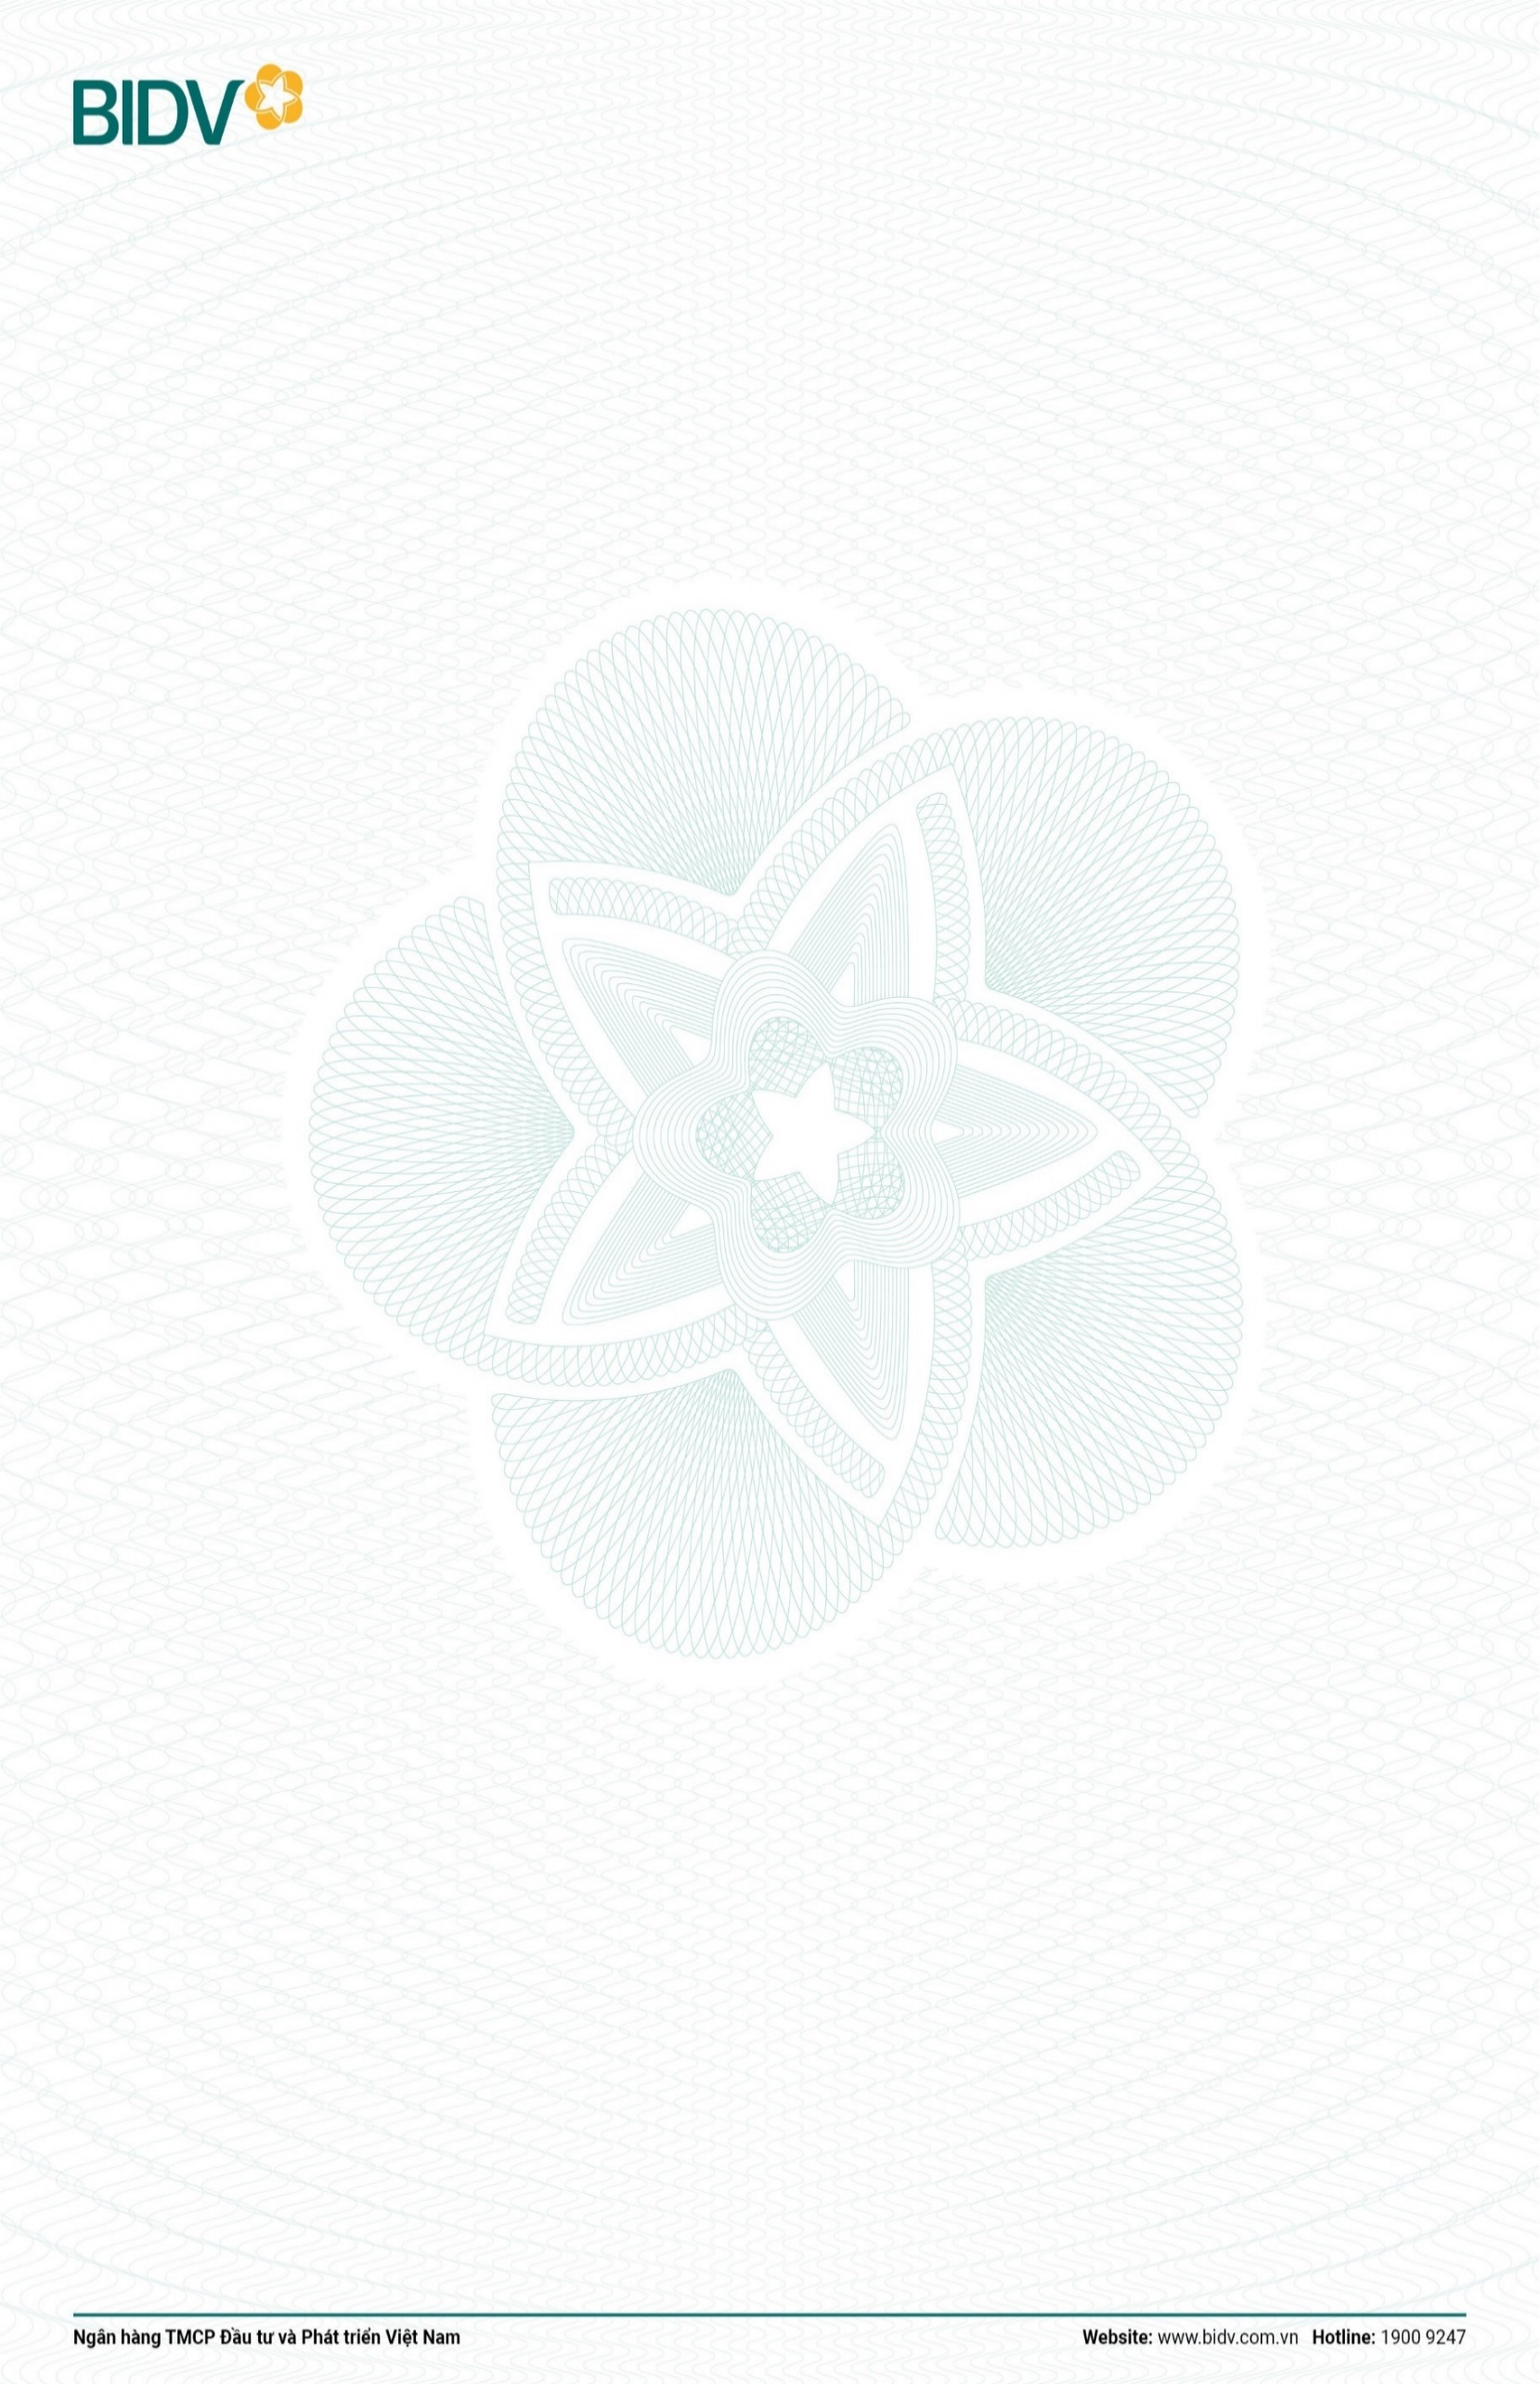 BIDV
Ngân hàng TMCP Đầu tư và Phát triển Việt Nam
Website: www.bidv.com.vn Hotline: 1900 9247